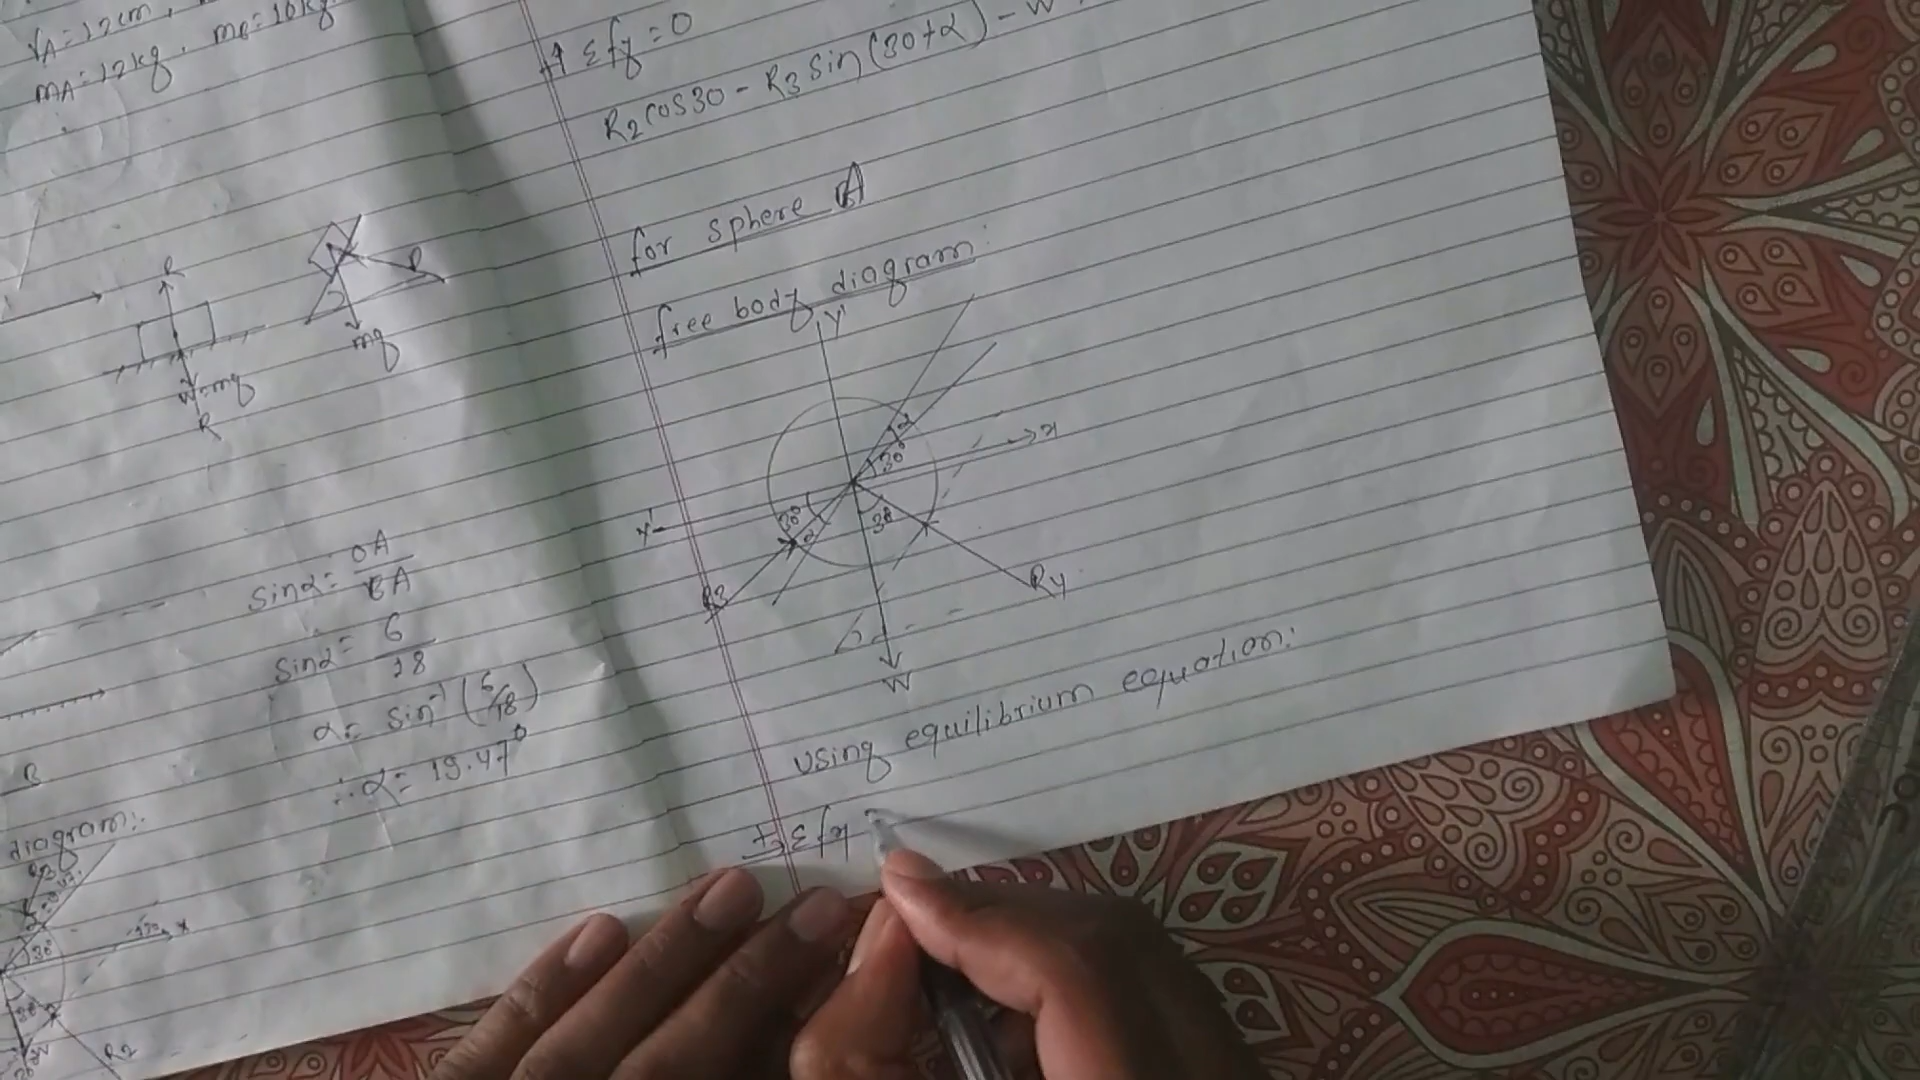 rA = 12cm,
mA = 12kg, mB = 10kg
R
W=mg
R
R
mg
sinα = OA / BA
sinα = 6 / 18
α = sin⁻¹ (6/18)
∴ α = 19.47°
R
diagram:.
R3
30°
x
30
W
R2
+↑ Σfy = 0
R2 cos30 - R3 sin(30+α) - W
for sphere A
free body diagram:
Y
α
30°
x
X'
30°
α
30
R3
R4
W
using equilibrium equation:
+→ Σfx =